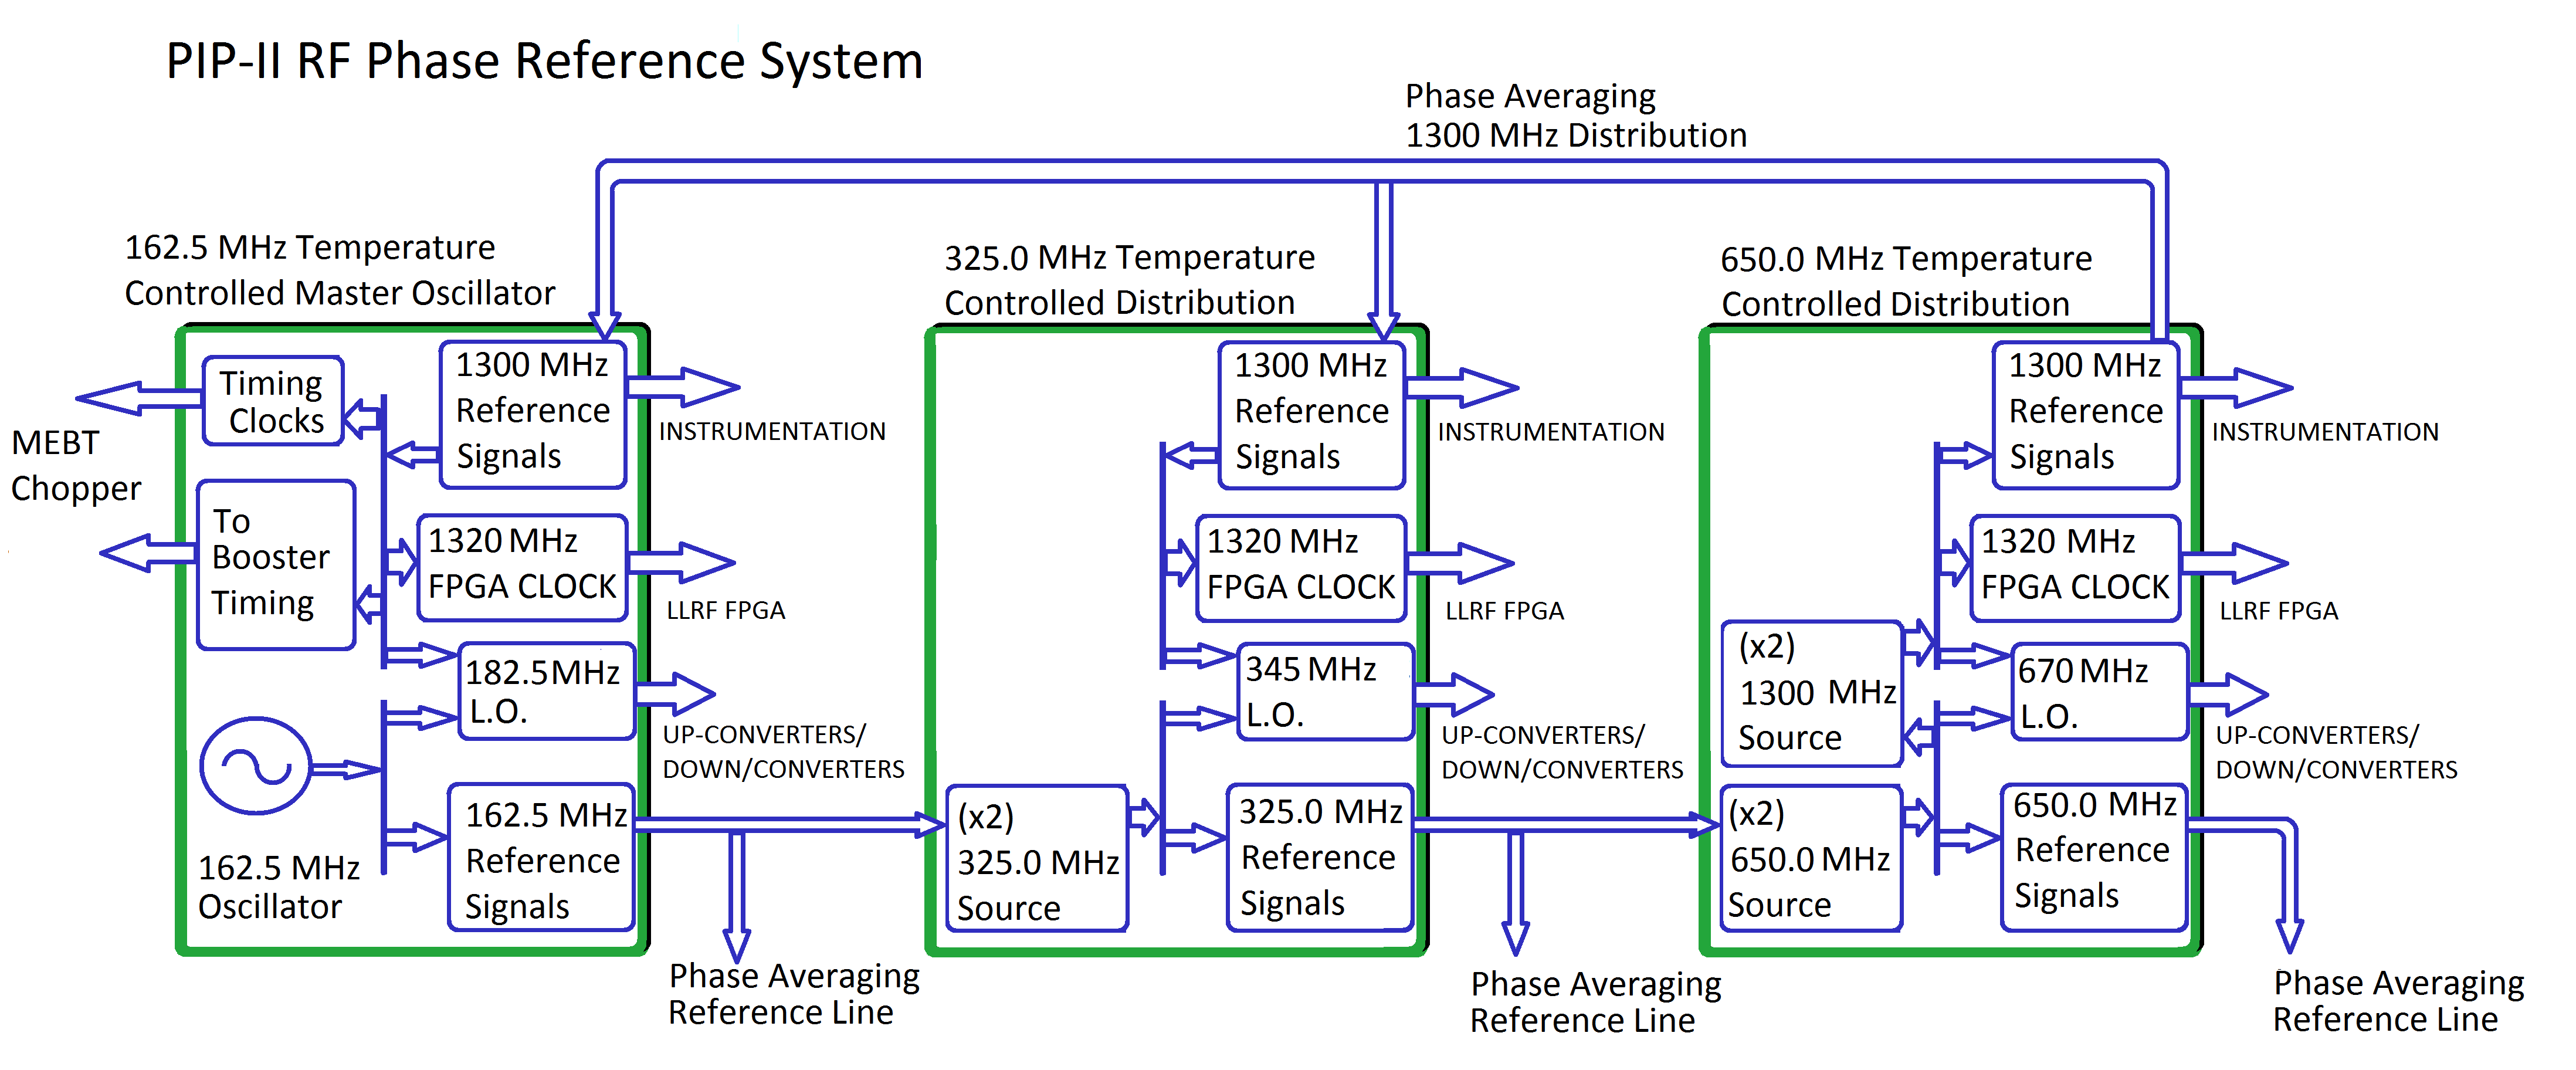 PIP-II RF Phase Reference System
Phase Averaging
1300 MHz Distribution
162.5 MHz Temperature
Controlled Master Oscillator
325.0 MHz Temperature
Controlled Distribution
650.0 MHz Temperature
Controlled Distribution
Timing
Clocks
1300 MHz
Reference
Signals
INSTRUMENTATION
MEBT
Chopper
To
Booster
Timing
1320 MHz
FPGA CLOCK
LLRF FPGA
182.5 MHz
L.O.
UP-CONVERTERS/
DOWN/CONVERTERS
162.5 MHz
Oscillator
162.5 MHz
Reference
Signals
Phase Averaging
Reference Line
1300 MHz
Reference
Signals
INSTRUMENTATION
1320 MHz
FPGA CLOCK
LLRF FPGA
345 MHz
L.O.
UP-CONVERTERS/
DOWN/CONVERTERS
(x2)
325.0 MHz
Source
325.0 MHz
Reference
Signals
Phase Averaging
Reference Line
1300 MHz
Reference
Signals
INSTRUMENTATION
1320 MHz
FPGA CLOCK
LLRF FPGA
(x2)
1300 MHz
Source
670 MHz
L.O.
UP-CONVERTERS/
DOWN/CONVERTERS
(x2)
650.0 MHz
Source
650.0 MHz
Reference
Signals
Phase Averaging
Reference Line